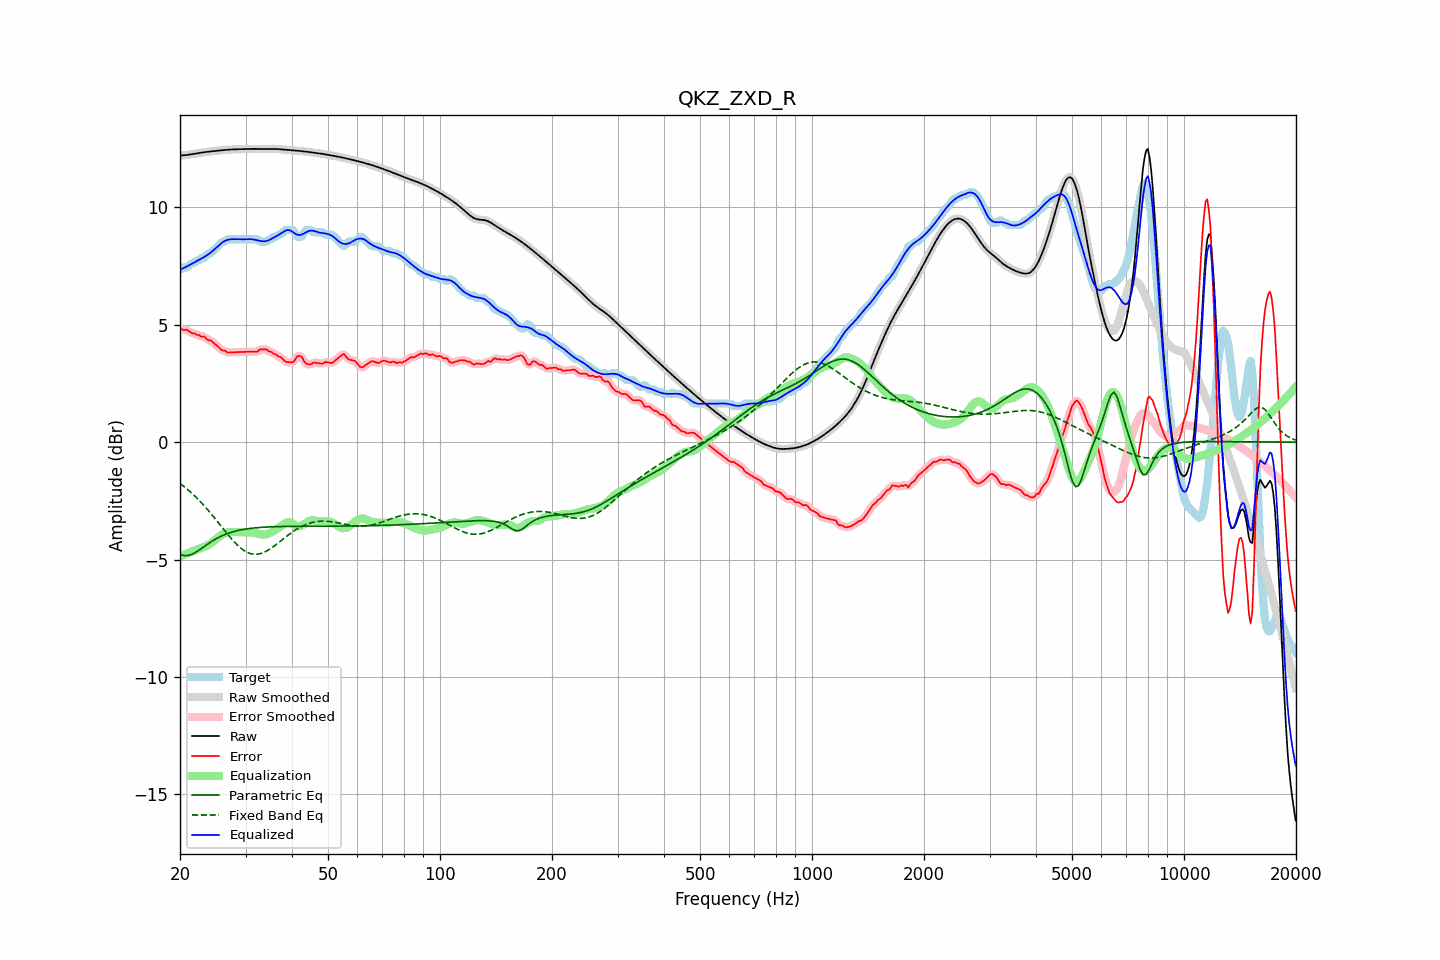 QKZ_ZXD_R
Amplitude (dBr)
10
5
0
−5
−10
−15
Target
Raw Smoothed
Error Smoothed
Raw
Error
Equalization
Parametric Eq
Fixed Band Eq
Equalized
20 50 100 200 500 1000 2000 5000 10000 20000
Frequency (Hz)